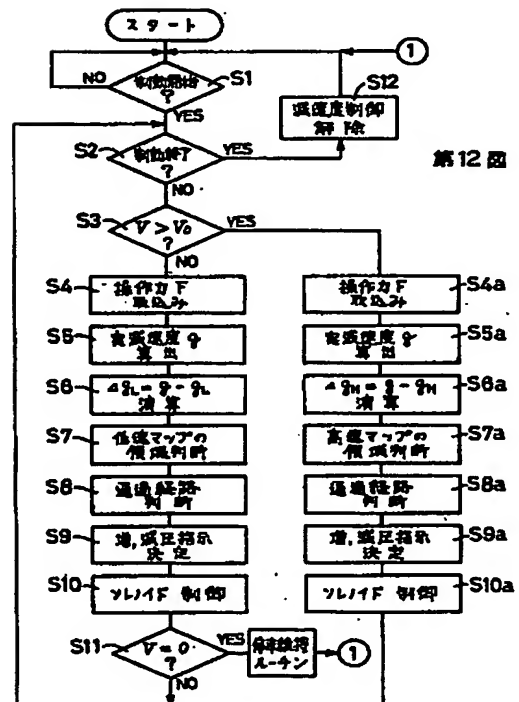 スタート
①
NO
制動開始
?
S1
YES
S12
減速度制御
解除
第12図
S2
制動終了
?
YES
NO
S3
V > V₀
?
YES
NO
S4
操作力F
取込み
操作力F
取込み
S4a
S5
実減速度g
算出
実減速度g
算出
S5a
S6
Δg_L = g - g_L
演算
Δg_H = g - g_H
演算
S6a
S7
低速マップの
領域判断
高速マップの
領域判断
S7a
S8
通過経路
判断
通過経路
判断
S8a
S9
増,減圧指示
決定
増,減圧指示
決定
S9a
S10
ソレノイド 制御
ソレノイド 制御
S10a
S11
V = 0
?
YES
停車維持
ルーチン
①
NO